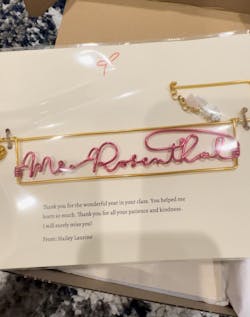 Mr. Rosenthal
Thank you for the wonderful year in your class. You helped me
learn so much. Thank you for all your patience and kindness.
I will surely miss you!
From: Hailey Laurine